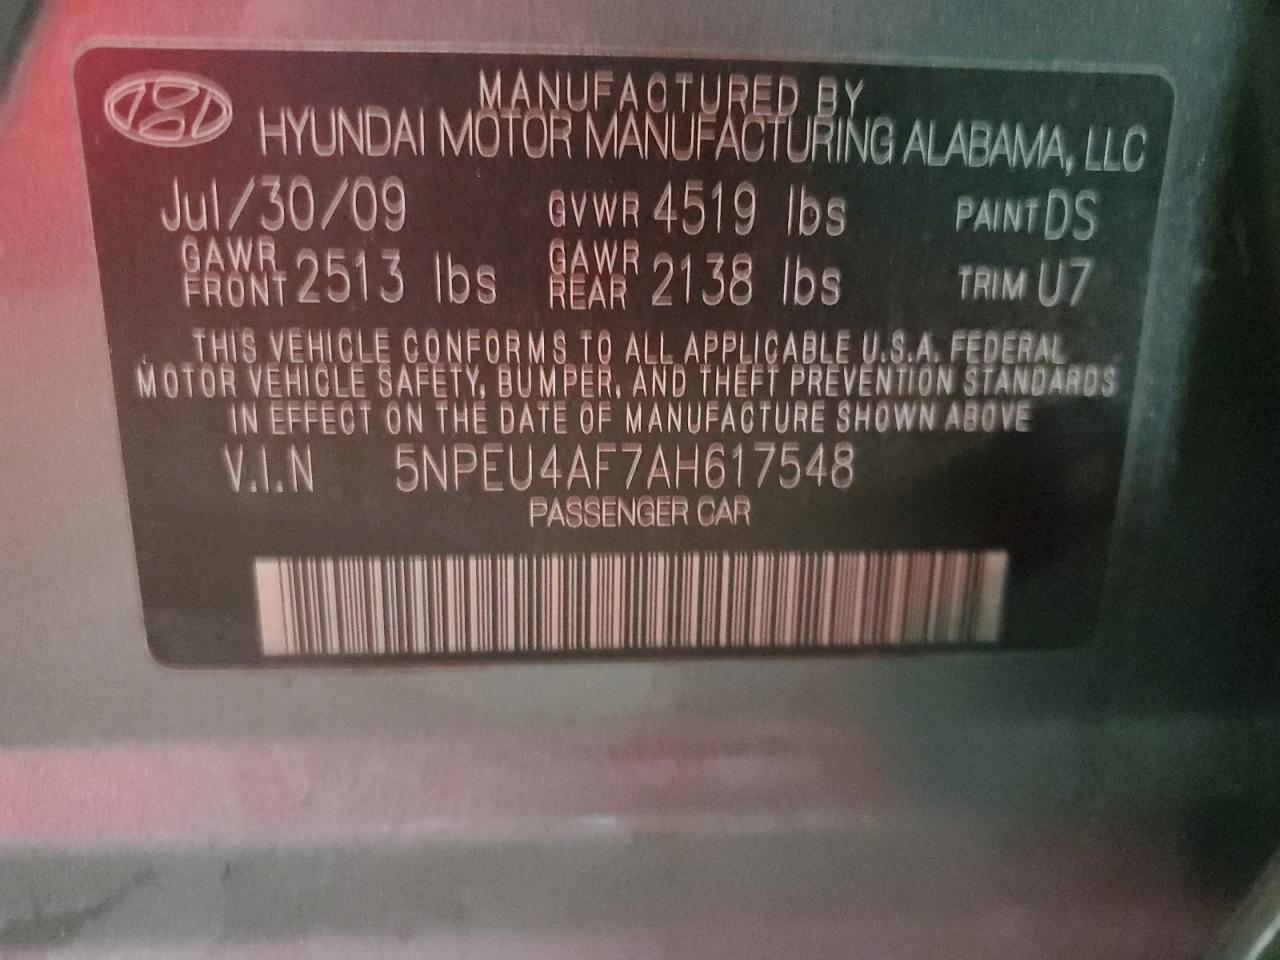 MANUFACTURED BY
HYUNDAI MOTOR MANUFACTURING ALABAMA, LLC
Jul/30/09 GVWR 4519 lbs PAINT DS
GAWR FRONT 2513 lbs GAWR REAR 2138 lbs TRIM U7
THIS VEHICLE CONFORMS TO ALL APPLICABLE U.S.A. FEDERAL
MOTOR VEHICLE SAFETY, BUMPER, AND THEFT PREVENTION STANDARDS
IN EFFECT ON THE DATE OF MANUFACTURE SHOWN ABOVE
V.I.N 5NPEU4AF7AH617548
PASSENGER CAR